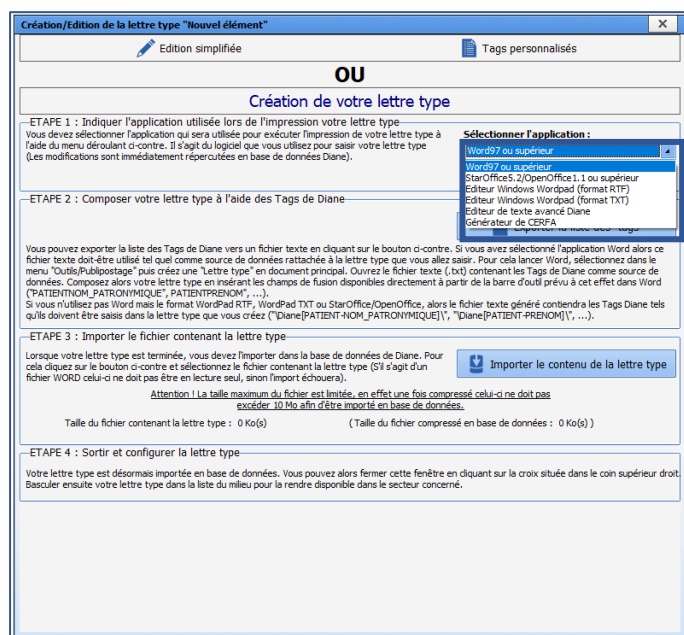 Création/Edition de la lettre type "Nouvel élément"
Edition simplifiée
Tags personnalisés
OU
Création de votre lettre type
ETAPE 1 : Indiquer l'application utilisée lors de l'impression votre lettre type
Vous devez sélectionner l'application qui sera utilisée pour exécuter l'impression de votre lettre type à
l'aide du menu déroulant ci-contre. Il s'agit du logiciel que vous utilisez pour saisir votre lettre type
(Les modifications sont immédiatement répercutées en base de données Diane).
Sélectionner l'application :
Word97 ou supérieur
Word97 ou supérieur
StarOffice5.2/OpenOffice1.1 ou supérieur
Editeur Windows Wordpad (format RTF)
Editeur Windows Wordpad (format TXT)
Editeur de texte avancé Diane
Générateur de CERFA
ETAPE 2 : Composer votre lettre type à l'aide des Tags de Diane
Exporter la liste des "tags"
Vous pouvez exporter la liste des Tags de Diane vers un fichier texte en cliquant sur le bouton ci-contre. Si vous avez sélectionné l'application Word alors ce
fichier texte doit-être utilisé tel quel comme source de données rattachée à la lettre type que vous allez saisir. Pour cela lancer Word, sélectionnez dans le
menu "Outils/Publipostage" puis créez une "Lettre type" en document principal. Ouvrez le fichier texte (.txt) contenant les Tags de Diane comme source de
données. Composez alors votre lettre type en insérant les champs de fusion disponibles directement à partir de la barre d'outil prévu à cet effet dans Word
("PATIENTNOM_PATRONYMIQUE", PATIENTPRENOM", ...).
Si vous n'utilisez pas Word mais le format WordPad RTF, WordPad TXT ou StarOffice/OpenOffice, alors le fichier texte généré contiendra les Tags Diane tels
qu'ils doivent être saisis dans la lettre type que vous créez ("\Diane[PATIENT-NOM_PATRONYMIQUE]\", "\Diane[PATIENT-PRENOM]\", ...).
ETAPE 3 : Importer le fichier contenant la lettre type
Lorsque votre lettre type est terminée, vous devez l'importer dans la base de données de Diane. Pour
cela cliquez sur le bouton ci-contre et sélectionnez le fichier contenant la lettre type (S'il s'agit d'un
fichier WORD celui-ci ne doit pas être en lecture seul, sinon l'import échouera).
Importer le contenu de la lettre type
Attention ! La taille maximum du fichier est limitée, en effet une fois compressé celui-ci ne doit pas
excéder 10 Mo afin d'être importé en base de données.
Taille du fichier contenant la lettre type : 0 Ko(s)
( Taille du fichier compressé en base de données : 0 Ko(s) )
ETAPE 4 : Sortir et configurer la lettre type
Votre lettre type est désormais importée en base de données. Vous pouvez alors fermer cette fenêtre en cliquant sur la croix située dans le coin supérieur droit.
Basculer ensuite votre lettre type dans la liste du milieu pour la rendre disponible dans le secteur concerné.